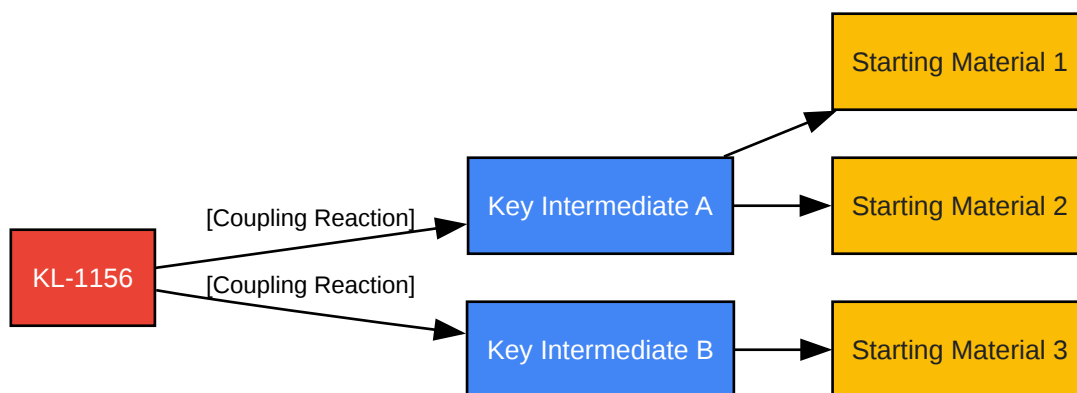 Starting Material 1
Key Intermediate A
Starting Material 2
[Coupling Reaction]
KL-1156
[Coupling Reaction]
Key Intermediate B
Starting Material 3